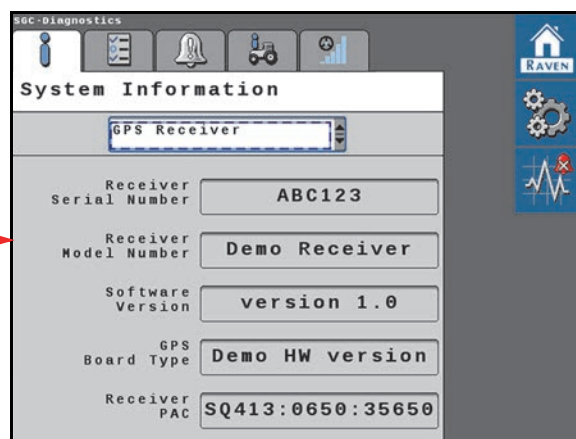 SGC-Diagnostics
System Information
GPS Receiver
Receiver
Serial Number
ABC123
Receiver
Model Number
Demo Receiver
Software
Version
version 1.0
GPS
Board Type
Demo HW version
Receiver
PAC
SQ413:0650:35650
RAVEN